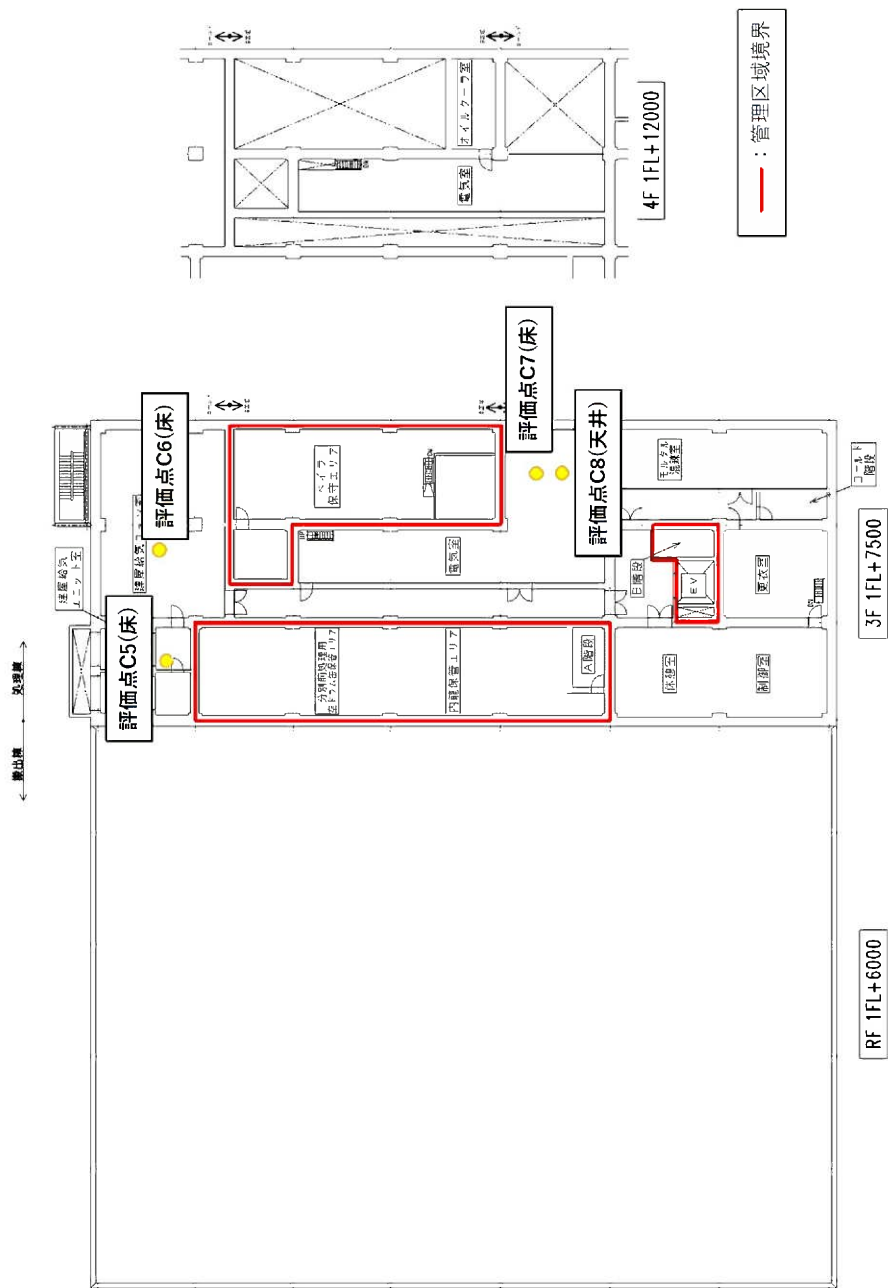 4F 1FL+12000
オイルクーラ室
電気室
：管理区域境界
3F 1FL+7500
評価点C5(床)
評価点C6(床)
評価点C7(床)
評価点C8(天井)
建屋給気
ユニット室
ベイラ
保守エリア
電気室
モルタル
混練室
コールド
階段
B階段
EV
更衣室
分別前処理用
空ドラム缶保管エリア
内籠保管エリア
A階段
休憩室
制御室
搬出棟
処理棟
RF 1FL+6000